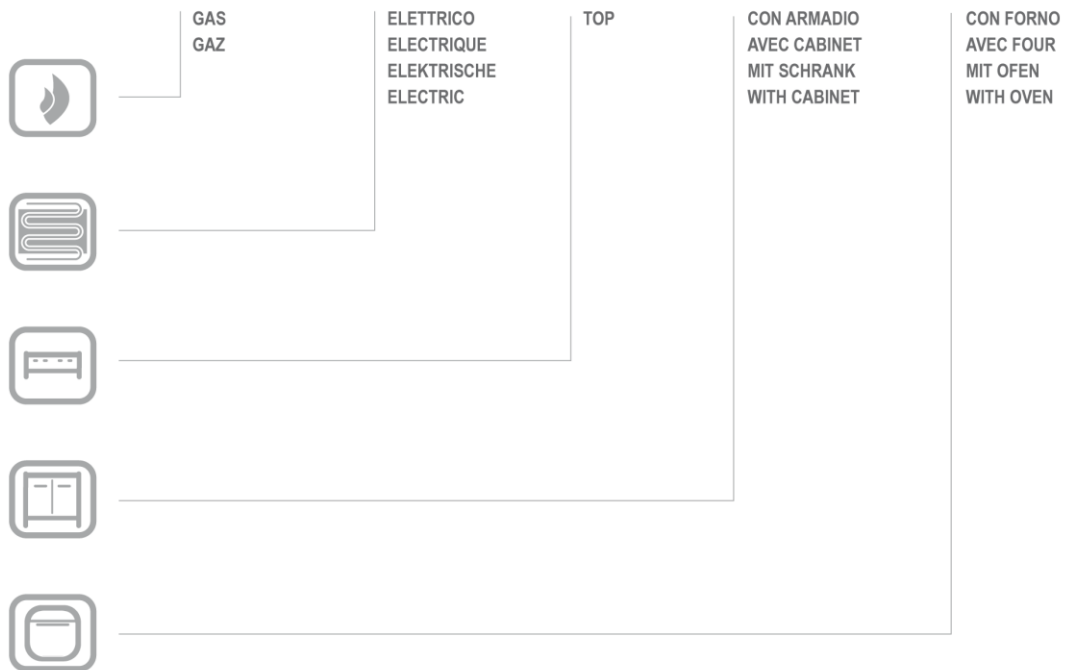 GAS
GAZ
ELETTRICO
ELECTRIQUE
ELEKTRISCHE
ELECTRIC
TOP
CON ARMADIO
AVEC CABINET
MIT SCHRANK
WITH CABINET
CON FORNO
AVEC FOUR
MIT OFEN
WITH OVEN